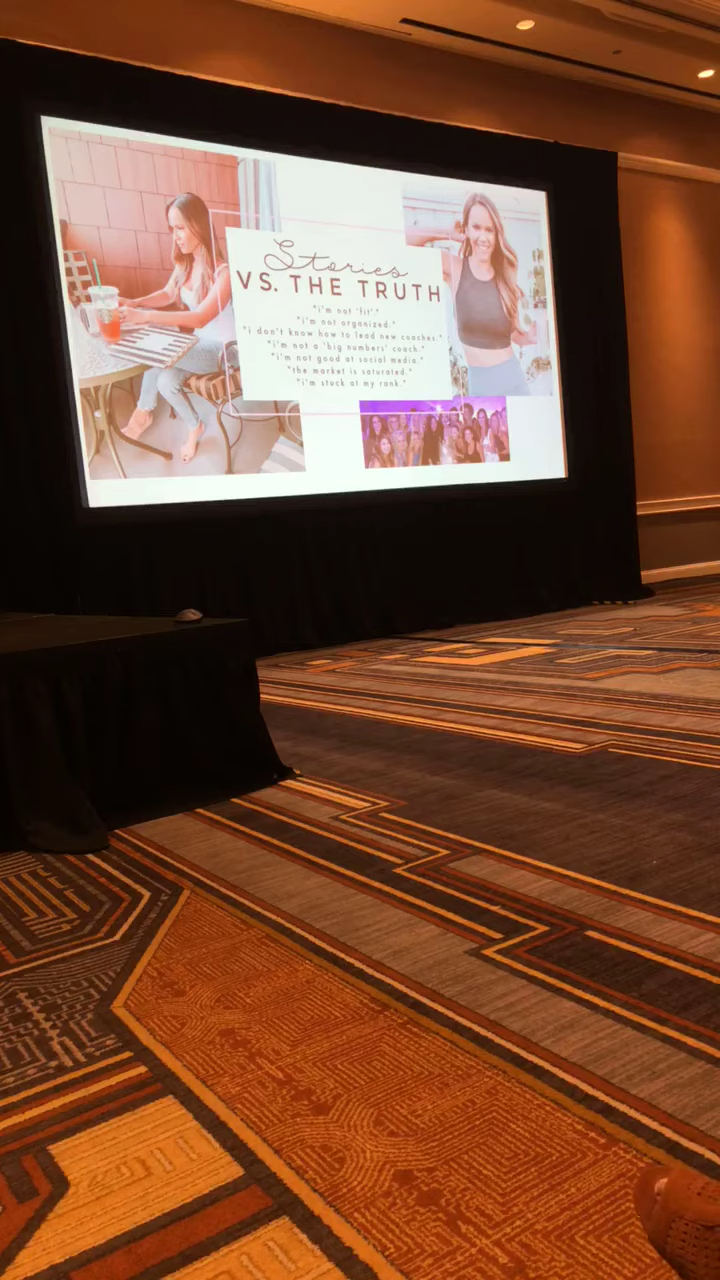 Stories
VS. THE TRUTH
"i'm not 'fit'."
"i'm not organized."
"i don't know how to lead new coaches."
"i'm not a 'big numbers' coach."
"i'm not good at social media."
"the market is saturated."
"i'm stuck at my rank."